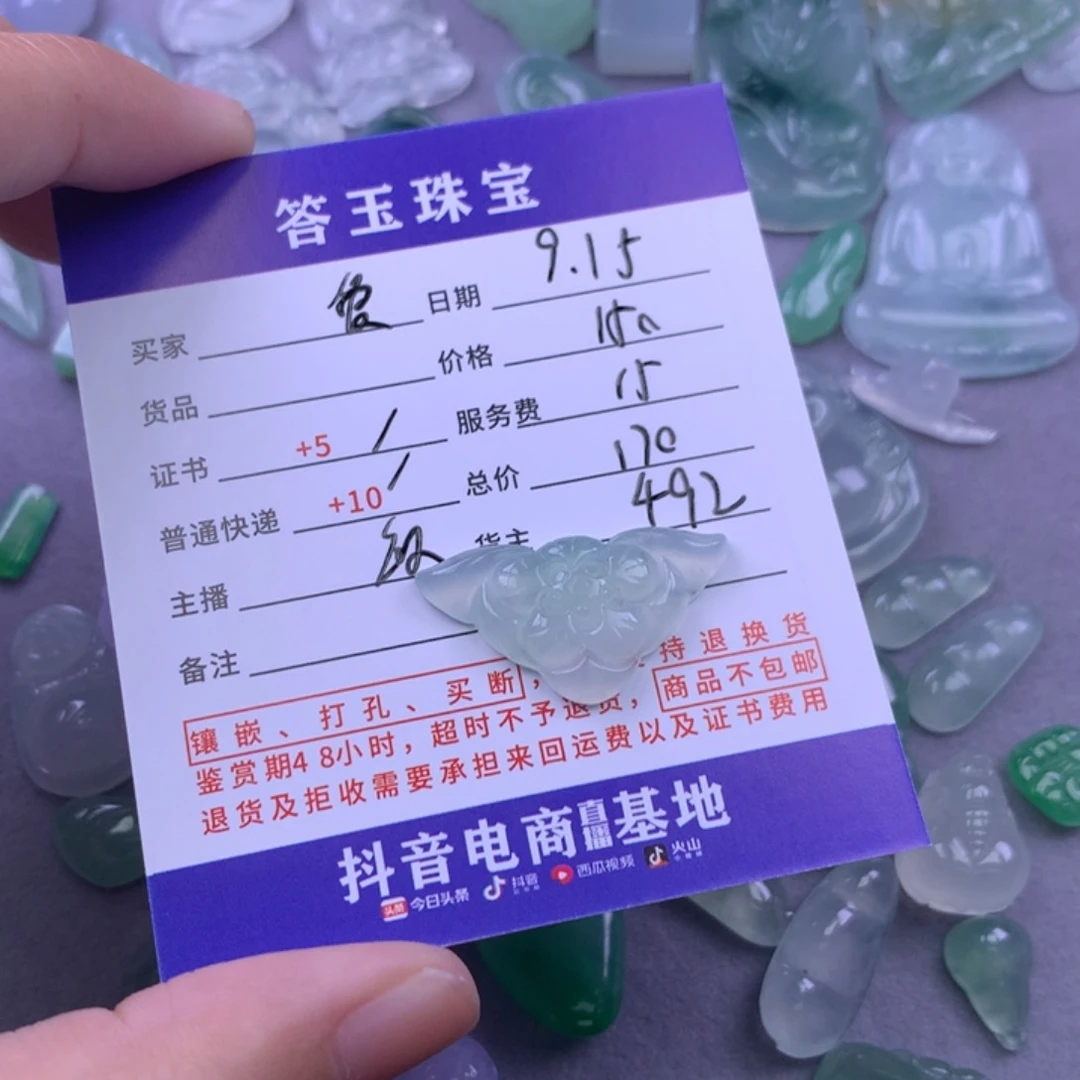 答玉珠宝
买家 日期 9.15
货品 价格 150
证书 +5 / 服务费 15
普通快递 +10 / 总价 170
主播 货主 492
备注
镶嵌、打孔、买断, 持退换货
鉴赏期48小时，超时不予退货，商品不包邮
退货及拒收需要承担来回运费以及证书费用
抖音电商直播基地
头条 今日头条 抖音 西瓜视频 火山